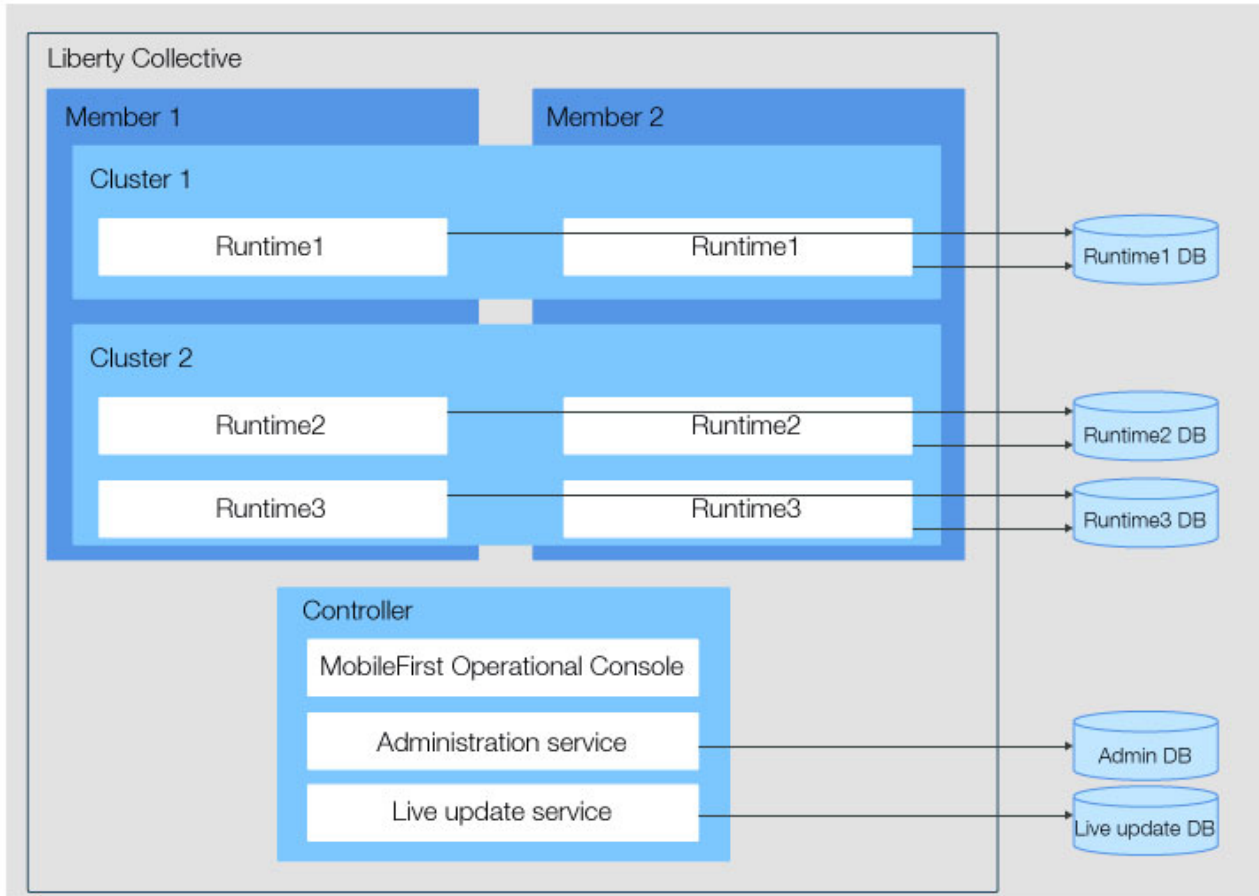 Liberty Collective
Member 1
Member 2
Cluster 1
Runtime1
Runtime1
Runtime1 DB
Cluster 2
Runtime2
Runtime2
Runtime2 DB
Runtime3
Runtime3
Runtime3 DB
Controller
MobileFirst Operational Console
Administration service
Admin DB
Live update service
Live update DB